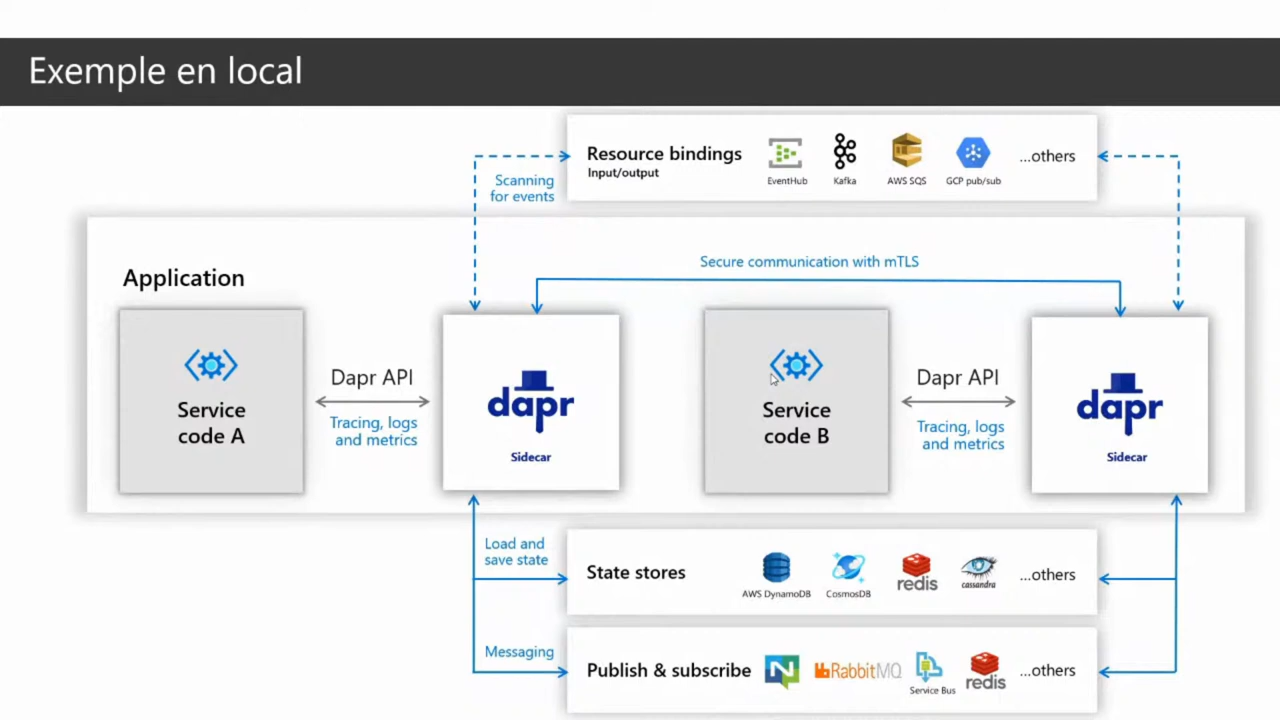 Exemple en local
Resource bindings
Input/output
EventHub
Kafka
AWS SQS
GCP pub/sub
...others
Scanning
for events
Application
Secure communication with mTLS
Service
code A
Dapr API
Tracing, logs
and metrics
dapr
Sidecar
Service
code B
Dapr API
Tracing, logs
and metrics
dapr
Sidecar
Load and
save state
State stores
AWS DynamoDB
CosmosDB
redis
cassandra
...others
Messaging
Publish & subscribe
N
RabbitMQ
Service Bus
redis
...others